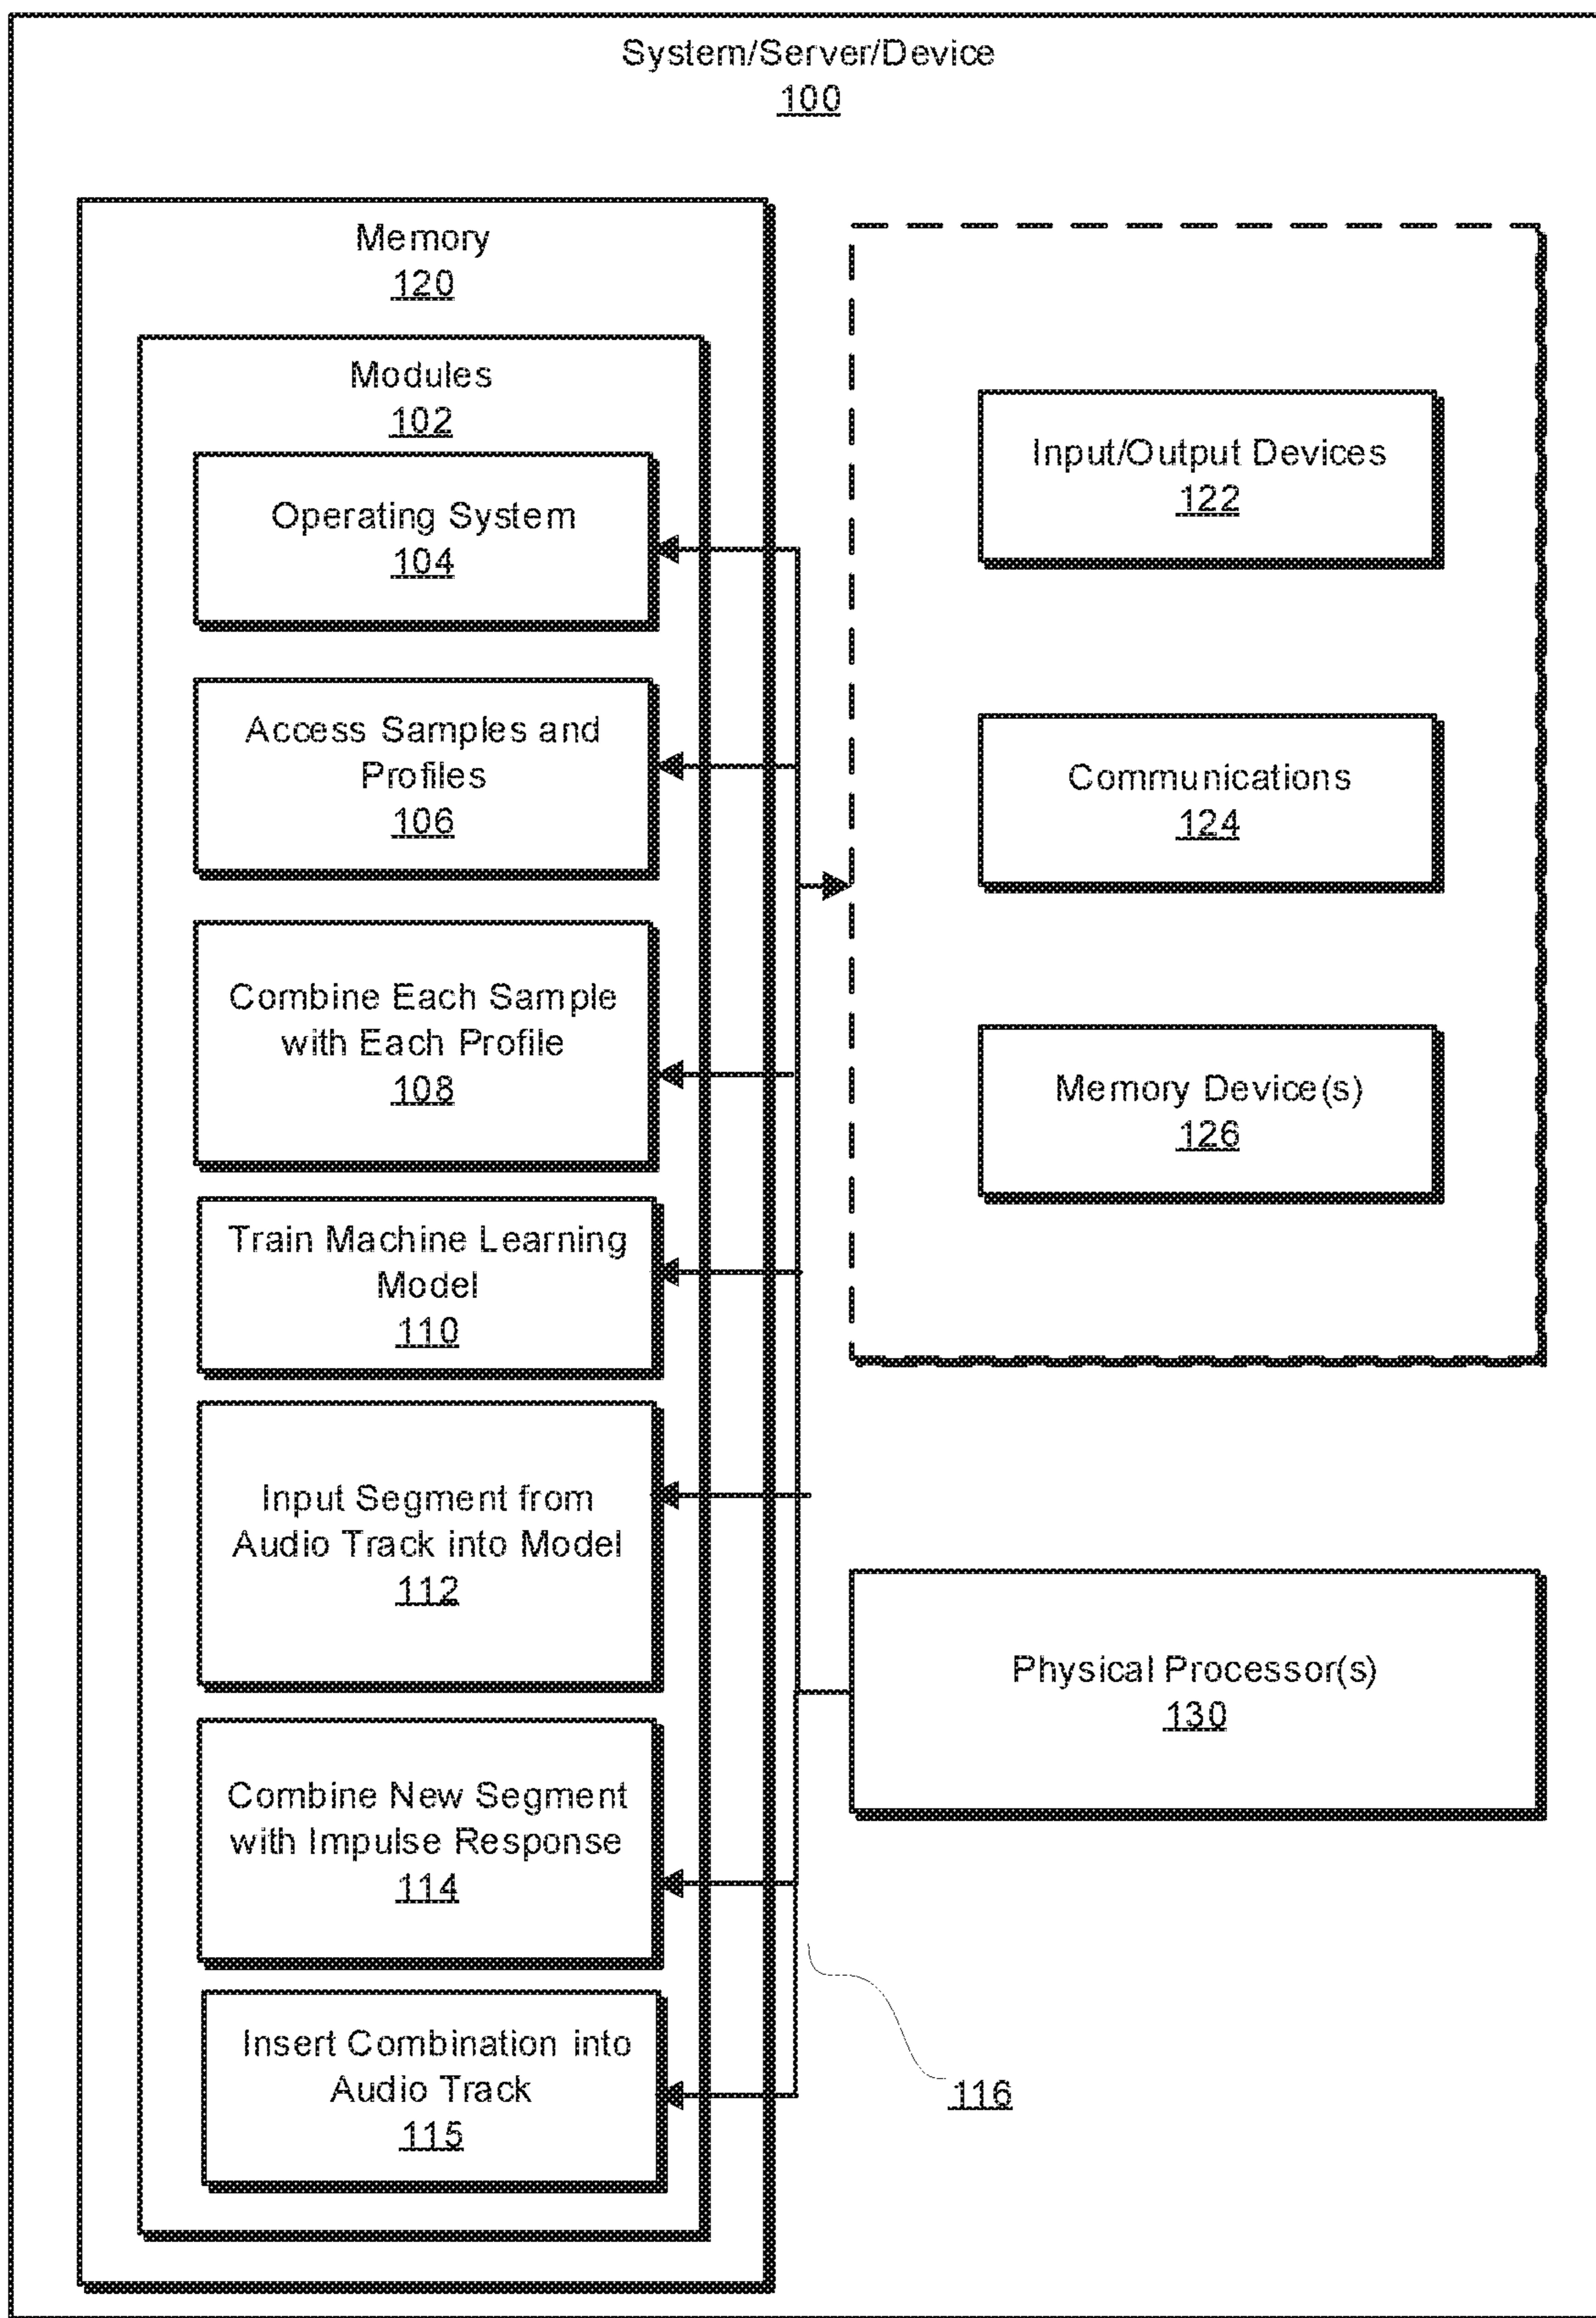 System/Server/Device
100
Memory
120
Modules
102
Operating System
104
Access Samples and
Profiles
106
Combine Each Sample
with Each Profile
108
Train Machine Learning
Model
110
Input Segment from
Audio Track into Model
112
Combine New Segment
with Impulse Response
114
Insert Combination into
Audio Track
115
Input/Output Devices
122
Communications
124
Memory Device(s)
126
Physical Processor(s)
130
116